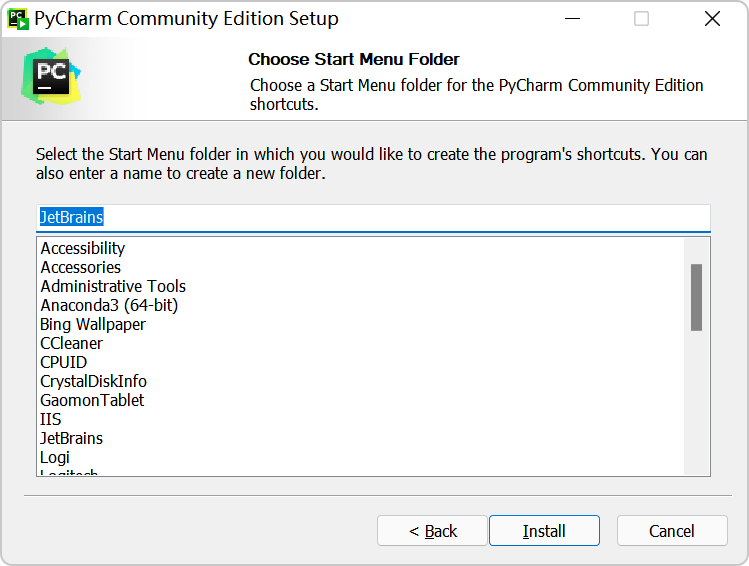 PyCharm Community Edition Setup
Choose Start Menu Folder
Choose a Start Menu folder for the PyCharm Community Edition
shortcuts.
Select the Start Menu folder in which you would like to create the program's shortcuts. You can
also enter a name to create a new folder.
JetBrains
Accessibility
Accessories
Administrative Tools
Anaconda3 (64-bit)
Bing Wallpaper
CCleaner
CPUID
CrystalDiskInfo
GaomonTablet
IIS
JetBrains
Logi
Logitech
< Back
Install
Cancel